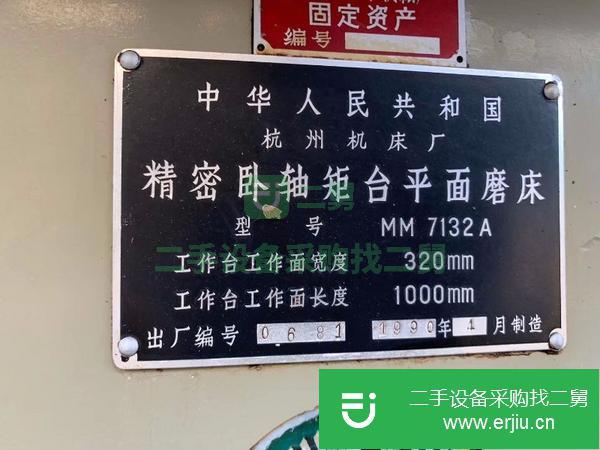 固定资产
编号
中华人民共和国
杭州机床厂
精密卧轴矩台平面磨床
型号 MM 7132 A
工作台工作面宽度 320mm
工作台工作面长度 1000mm
出厂编号 0681 1990年4月制造
二舅
二手设备采购找二舅
二手设备采购找二舅
www.erjiu.cn